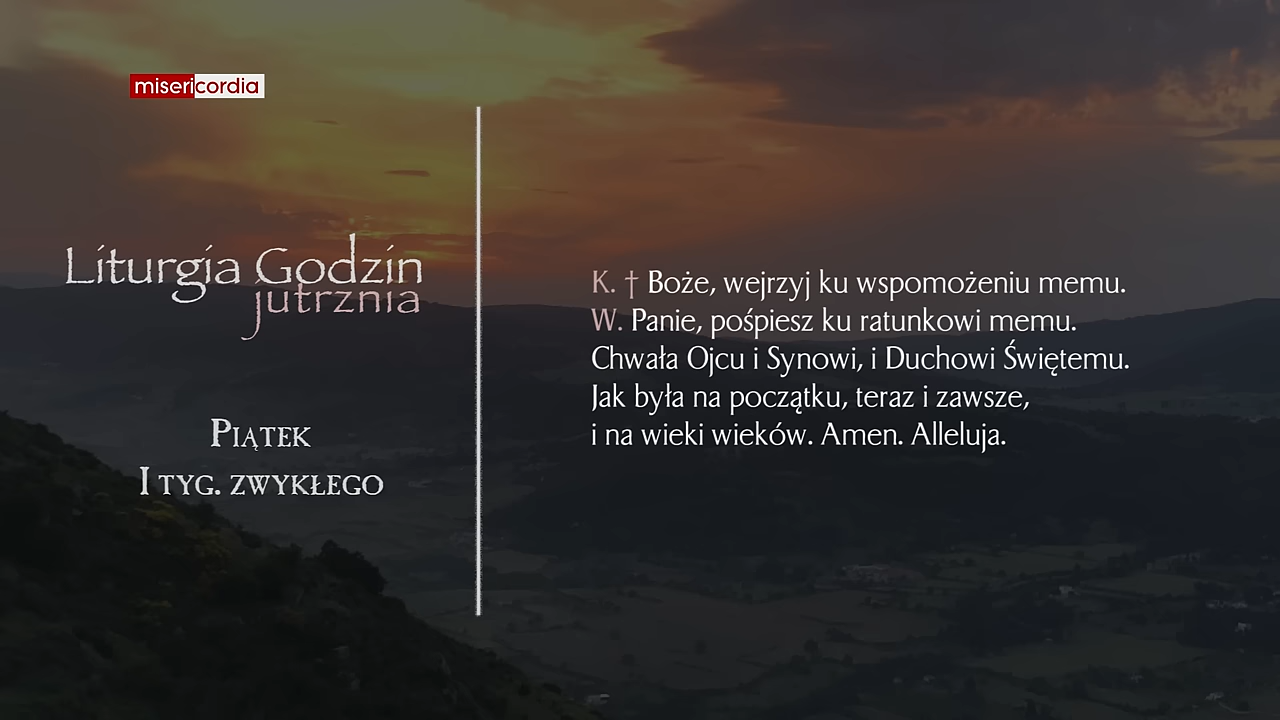 misericordia
Liturgia Godzin
jutrznia
Piątek
I tyg. zwykłego
K. † Boże, wejrzyj ku wspomożeniu memu.
W. Panie, pośpiesz ku ratunkowi memu.
Chwała Ojcu i Synowi, i Duchowi Świętemu.
Jak była na początku, teraz i zawsze,
i na wieki wieków. Amen. Alleluja.